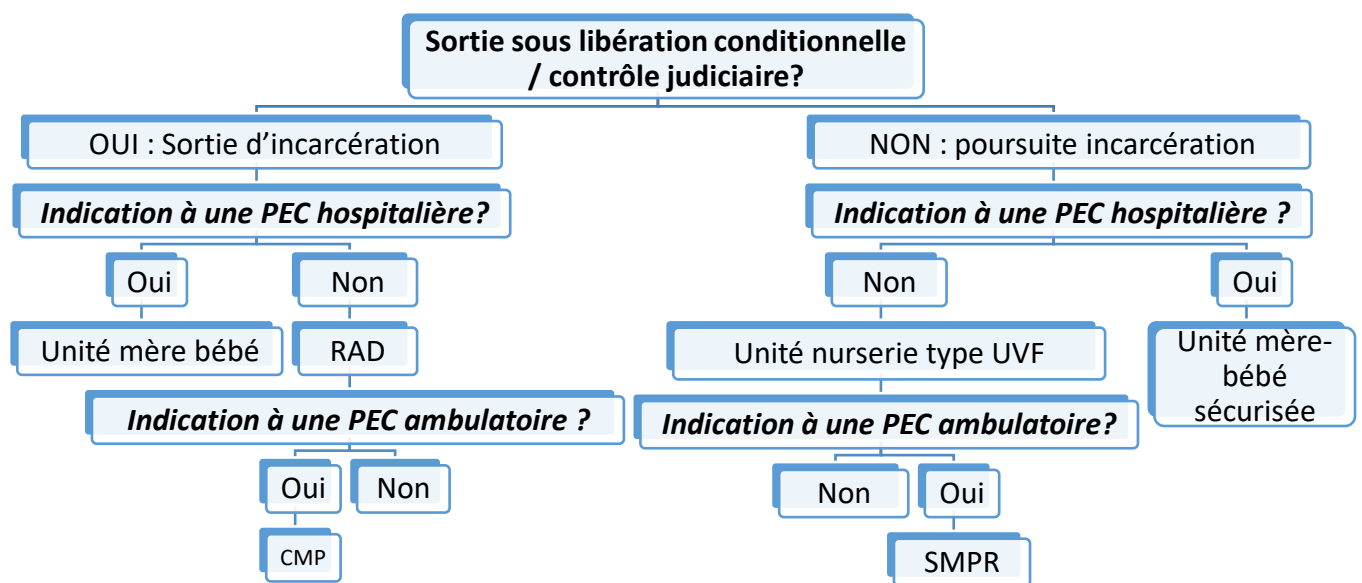 Sortie sous libération conditionnelle
/ contrôle judiciaire?
OUI : Sortie d’incarcération
NON : poursuite incarcération
Indication à une PEC hospitalière?
Indication à une PEC hospitalière ?
Oui
Non
Non
Oui
Unité mère bébé
RAD
Unité nurserie type UVF
Unité mère-
bébé
sécurisée
Indication à une PEC ambulatoire ?
Indication à une PEC ambulatoire?
Oui
Non
Non
Oui
CMP
SMPR